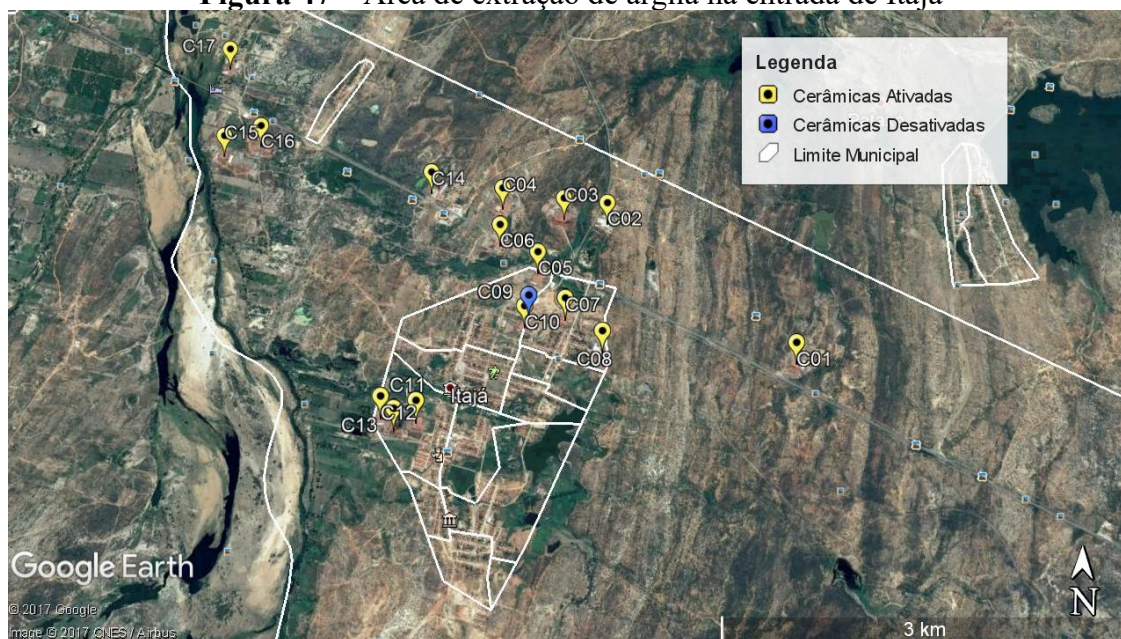 Figura 47 – Área de extração de argila na entrada de Itajá
C17
Legenda
Cerâmicas Ativadas
Cerâmicas Desativadas
Limite Municipal
C15
C16
C14
C04
C03
C02
C06
C05
C09
C10
C07
C08
C01
C11
Itajá
C12
C13
Google Earth
N
© 2017 Google
Image © 2017 CNES / Airbus
3 km